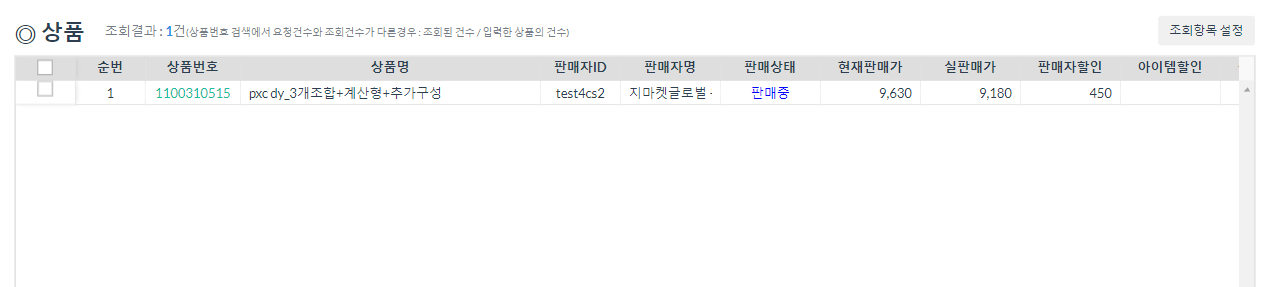 ◎ 상품 조회결과 : 1건(상품번호 검색에서 요청건수와 조회건수가 다른경우 : 조회된 건수 / 입력한 상품의 건수) 조회항목 설정
순번 상품번호 상품명 판매자ID 판매자명 판매상태 현재판매가 실판매가 판매자할인 아이템할인
1 1100310515 pxc dy_3개조합+계산형+추가구성 test4cs2 지마켓글로벌 판매중 9,630 9,180 450